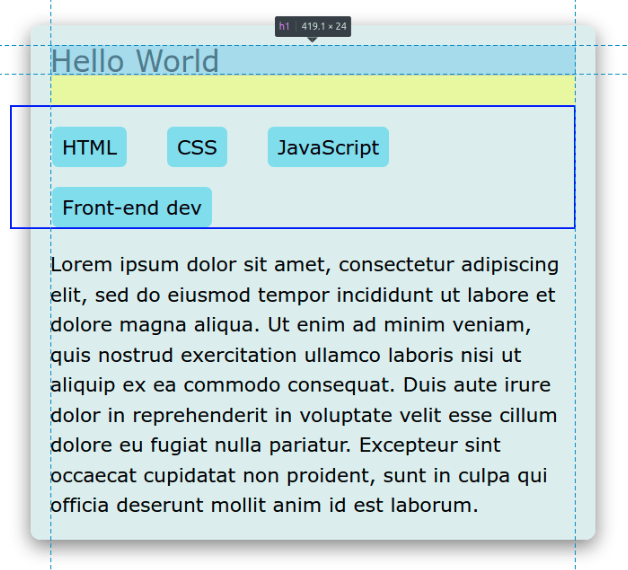 h1 419.1 × 24
Hello World
HTML CSS JavaScript
Front-end dev
Lorem ipsum dolor sit amet, consectetur adipiscing
elit, sed do eiusmod tempor incididunt ut labore et
dolore magna aliqua. Ut enim ad minim veniam,
quis nostrud exercitation ullamco laboris nisi ut
aliquip ex ea commodo consequat. Duis aute irure
dolor in reprehenderit in voluptate velit esse cillum
dolore eu fugiat nulla pariatur. Excepteur sint
occaecat cupidatat non proident, sunt in culpa qui
officia deserunt mollit anim id est laborum.